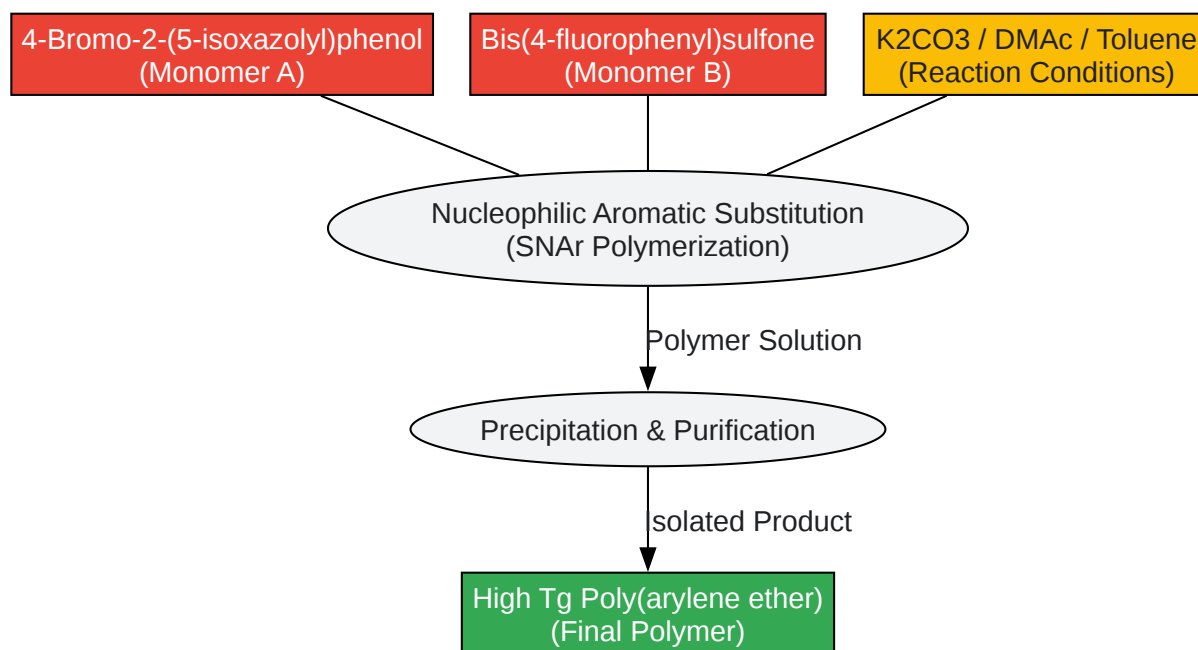 4-Bromo-2-(5-isoxazolyl)phenol
(Monomer A)
Bis(4-fluorophenyl)sulfone
(Monomer B)
K2CO3 / DMAc / Toluene
(Reaction Conditions)
Nucleophilic Aromatic Substitution
(SNAr Polymerization)
Polymer Solution
Precipitation & Purification
Isolated Product
High Tg Poly(arylene ether)
(Final Polymer)